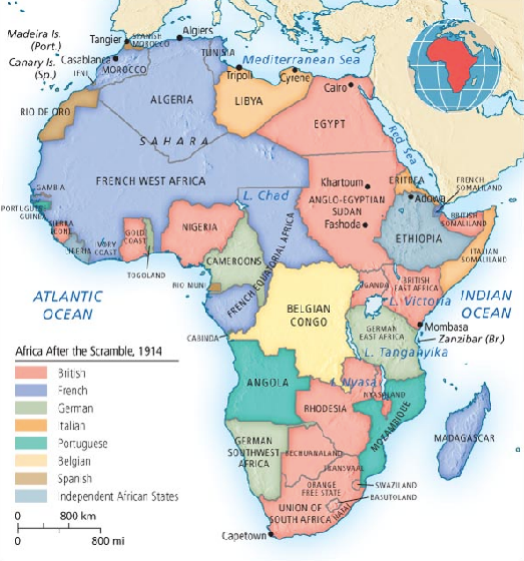 Madeira Is.
(Port.)
Tangier
SPANISH
MOROCCO
Algiers
Canary Is.
(Sp.)
Casablanca
IFNI
MOROCCO
TUNISIA
Mediterranean Sea
Tripoli
Cyrene
Cairo
RIO DE ORO
ALGERIA
LIBYA
EGYPT
SAHARA
Red Sea
GAMBIA
FRENCH WEST AFRICA
L. Chad
Khartoum
ERITREA
FRENCH
SOMALILAND
PORTUGUESE
GUINEA
SIERRA
LEONE
LIBERIA
IVORY
COAST
GOLD
COAST
TOGOLAND
NIGERIA
ANGLO-EGYPTIAN
SUDAN
Fashoda
Adowa
BRITISH
SOMALILAND
ETHIOPIA
ITALIAN
SOMALILAND
CAMEROONS
RIO MUNI
FRENCH EQUATORIAL AFRICA
UGANDA
BRITISH
EAST AFRICA
L. Victoria
ATLANTIC
OCEAN
INDIAN
OCEAN
BELGIAN
CONGO
CABINDA
GERMAN
EAST AFRICA
Mombasa
Zanzibar (Br.)
L. Tanganyika
ANGOLA
L. Nyasa
NYASALAND
RHODESIA
MOZAMBIQUE
MADAGASCAR
GERMAN
SOUTHWEST
AFRICA
BECHUANALAND
TRANSVAAL
SWAZILAND
ORANGE
FREE STATE
BASUTOLAND
UNION OF
SOUTH AFRICA
NATAL
Capetown
Africa After the Scramble, 1914
British
French
German
Italian
Portuguese
Belgian
Spanish
Independent African States
0 800 km
0 800 mi